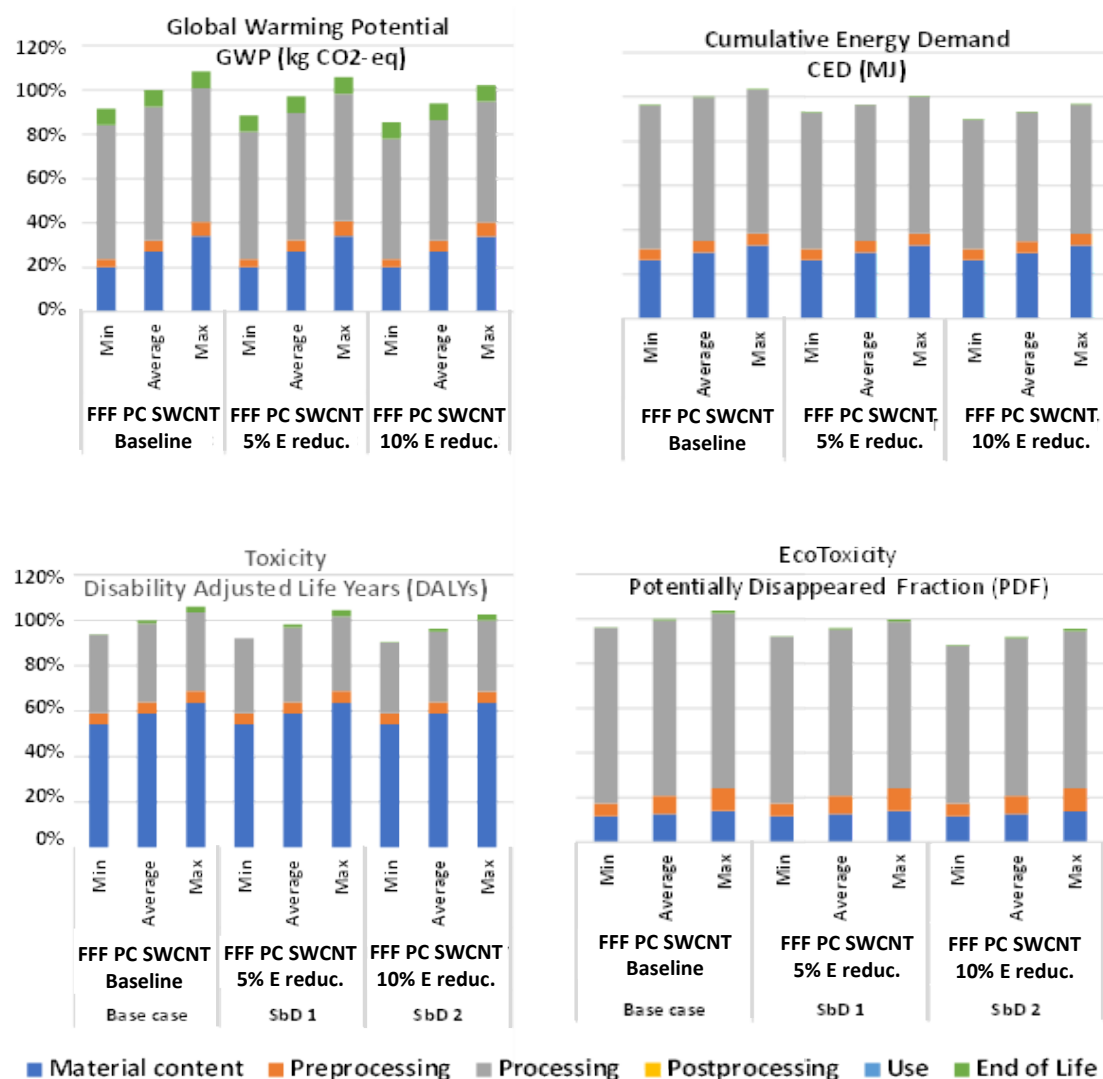 Global Warming Potential
GWP (kg CO2-eq)
120%
100%
80%
60%
40%
20%
0%
Min
Average
Max
Min
Average
Max
Min
Average
Max
FFF PC SWCNT
Baseline
FFF PC SWCNT
5% E reduc.
FFF PC SWCNT
10% E reduc.
Cumulative Energy Demand
CED (MJ)
Min
Average
Max
Min
Average
Max
Min
Average
Max
FFF PC SWCNT
Baseline
FFF PC SWCNT
5% E reduc.
FFF PC SWCNT
10% E reduc.
Toxicity
Disability Adjusted Life Years (DALYs)
120%
100%
80%
60%
40%
20%
0%
Min
Average
Max
Min
Average
Max
Min
Average
Max
FFF PC SWCNT
Baseline
FFF PC SWCNT
5% E reduc.
FFF PC SWCNT
10% E reduc.
Base case
SbD 1
SbD 2
EcoToxicity
Potentially Disappeared Fraction (PDF)
Min
Average
Max
Min
Average
Max
Min
Average
Max
FFF PC SWCNT
Baseline
FFF PC SWCNT
5% E reduc.
FFF PC SWCNT
10% E reduc.
Base case
SbD 1
SbD 2
Material content
Preprocessing
Processing
Postprocessing
Use
End of Life